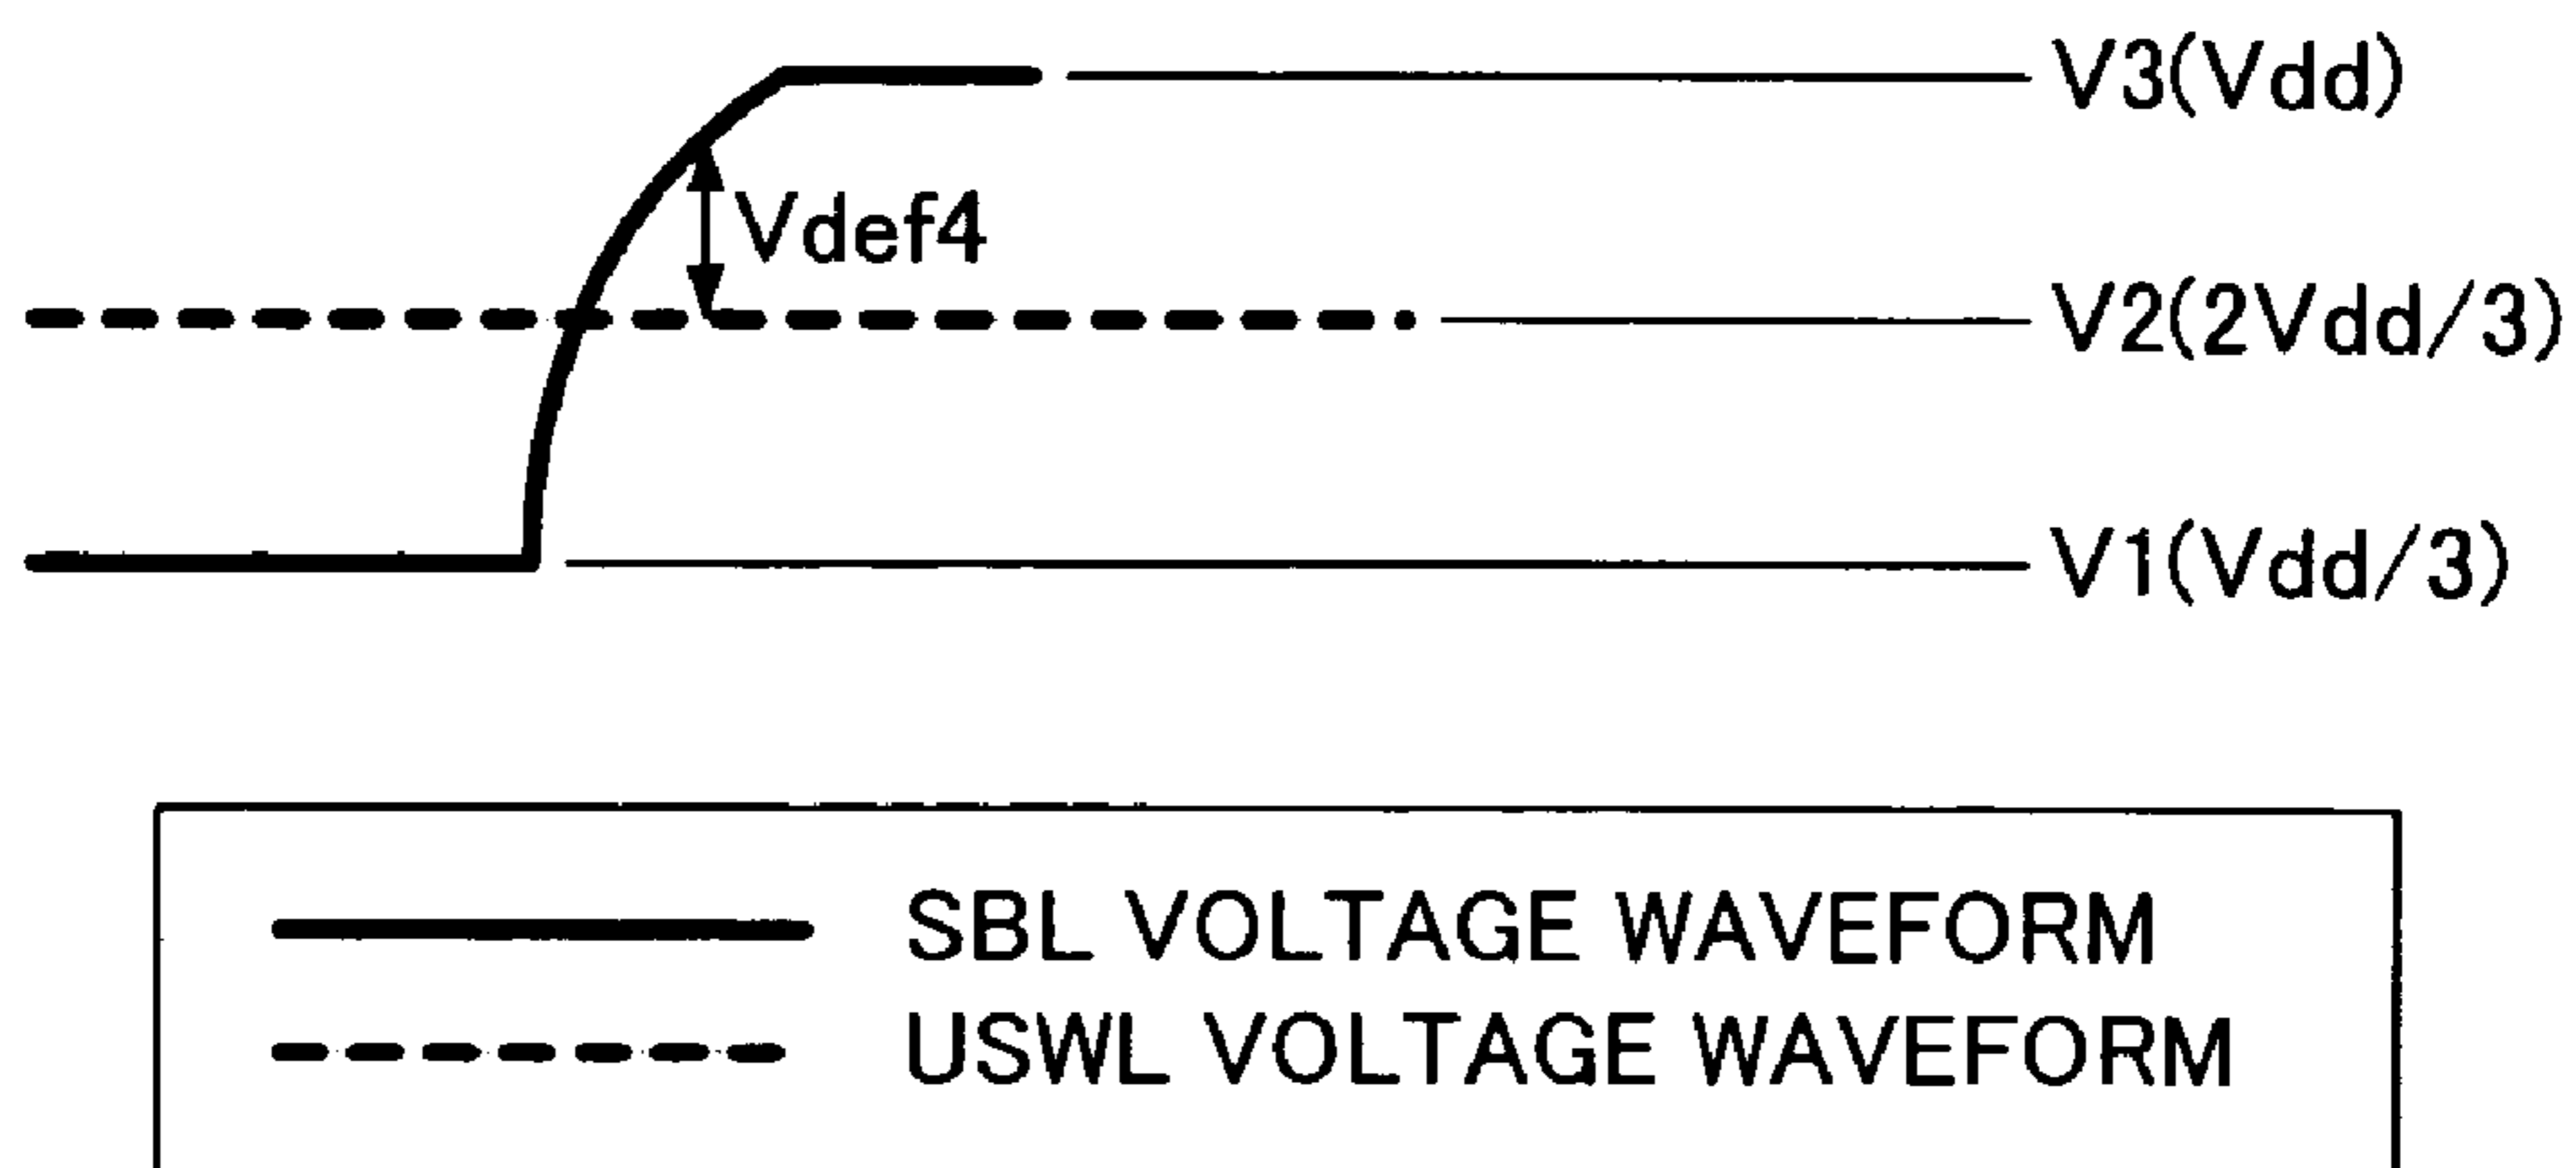 V3(Vdd)
Vdef4
V2(2Vdd/3)
V1(Vdd/3)
SBL VOLTAGE WAVEFORM
USWL VOLTAGE WAVEFORM